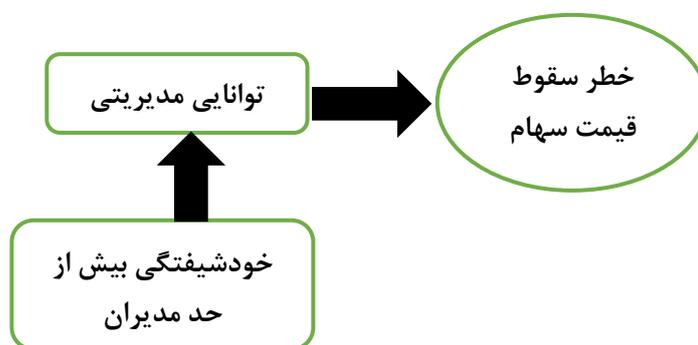 خطر سقوط
قیمت سهام
توانایی مدیریتی
خودشیفتگی بیش از
حد مدیران